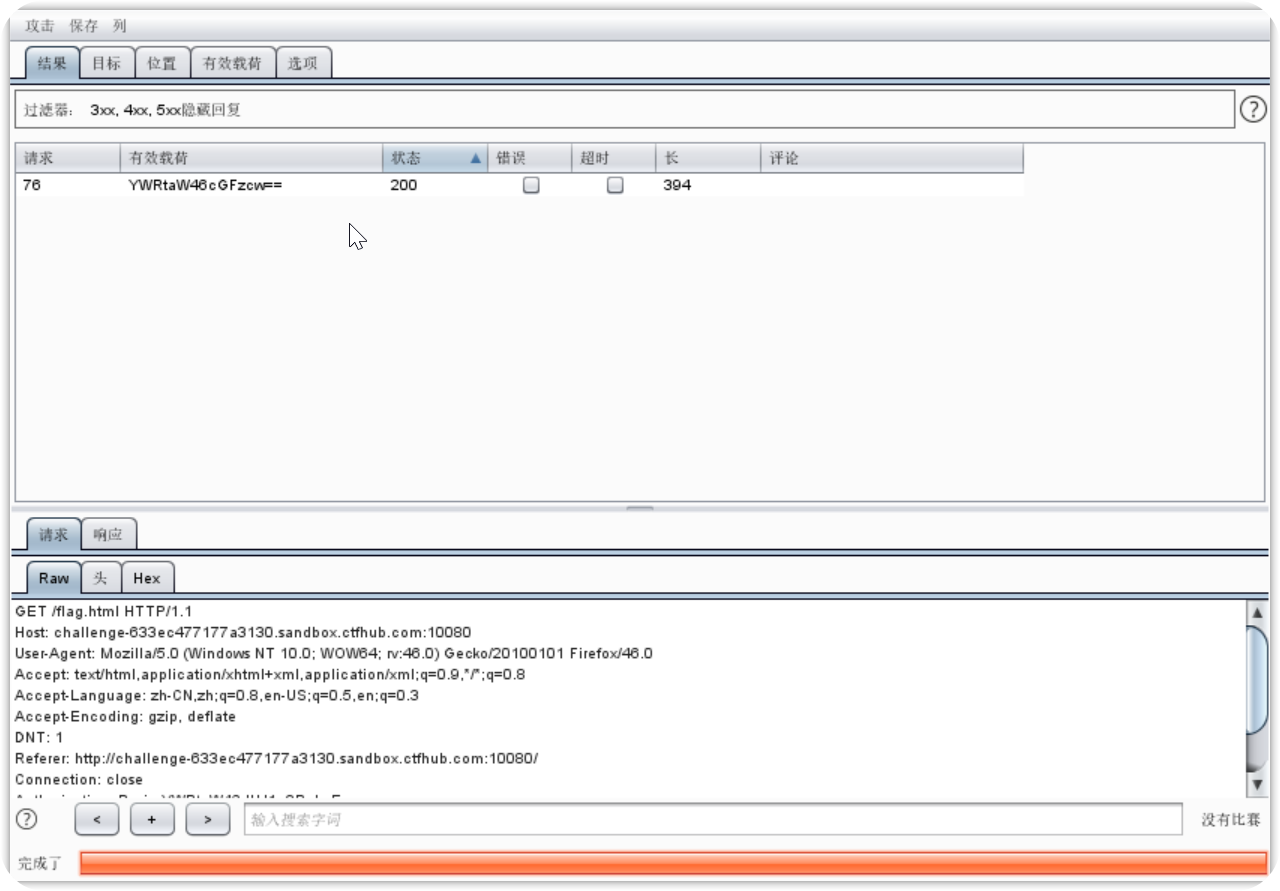 攻击 保存 列
结果 目标 位置 有效载荷 选项
过滤器： 3xx, 4xx, 5xx隐藏回复
请求 有效载荷 状态 错误 超时 长 评论
76 YWRtaW46cGFzcw== 200 394
请求 响应
Raw 头 Hex
GET /flag.html HTTP/1.1
Host: challenge-633ec477177a3130.sandbox.ctfhub.com:10080
User-Agent: Mozilla/5.0 (Windows NT 10.0; WOW64; rv:46.0) Gecko/20100101 Firefox/46.0
Accept: text/html,application/xhtml+xml,application/xml;q=0.9,*/*;q=0.8
Accept-Language: zh-CN,zh;q=0.8,en-US;q=0.5,en;q=0.3
Accept-Encoding: gzip, deflate
DNT: 1
Referer: http://challenge-633ec477177a3130.sandbox.ctfhub.com:10080/
Connection: close
? < + > 输入搜索字词 没有比赛
完成了